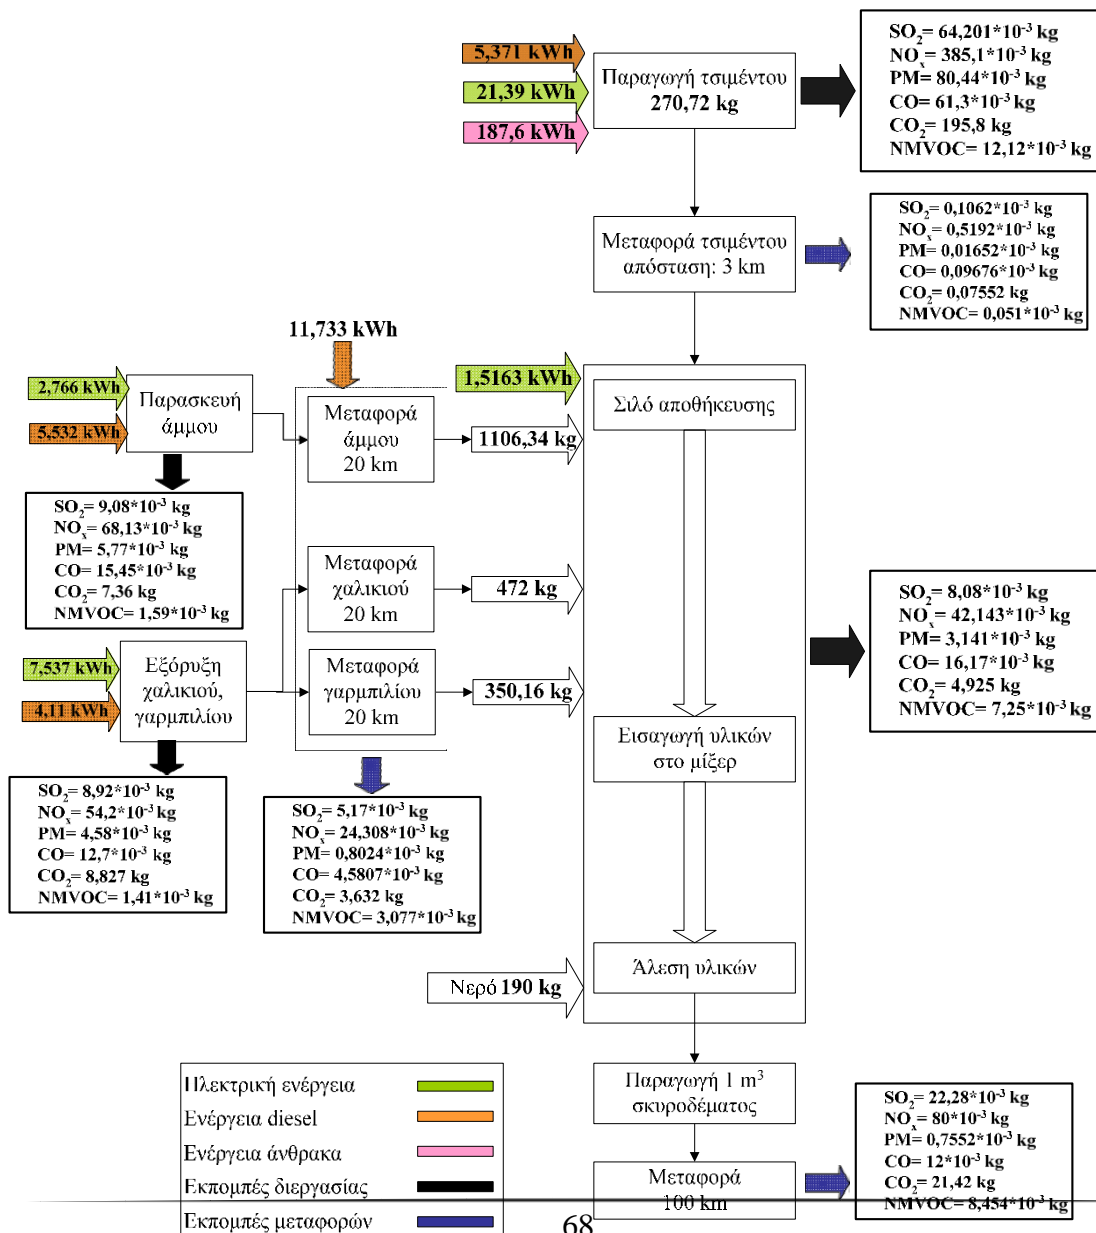 5,371 kWh
21,39 kWh
187,6 kWh
Παραγωγή τσιμέντου
270,72 kg
SO₂= 64,201*10⁻³ kg
NOₓ= 385,1*10⁻³ kg
PM= 80,44*10⁻³ kg
CO= 61,3*10⁻³ kg
CO₂= 195,8 kg
NMVOC= 12,12*10⁻³ kg
Μεταφορά τσιμέντου
απόσταση: 3 km
SO₂= 0,1062*10⁻³ kg
NOₓ= 0,5192*10⁻³ kg
PM= 0,01652*10⁻³ kg
CO= 0,09676*10⁻³ kg
CO₂= 0,07552 kg
NMVOC= 0,051*10⁻³ kg
11,733 kWh
1,5163 kWh
2,766 kWh
5,532 kWh
Παρασκευή
άμμου
Μεταφορά
άμμου
20 km
1106,34 kg
Σιλό αποθήκευσης
SO₂= 9,08*10⁻³ kg
NOₓ= 68,13*10⁻³ kg
PM= 5,77*10⁻³ kg
CO= 15,45*10⁻³ kg
CO₂= 7,36 kg
NMVOC= 1,59*10⁻³ kg
Μεταφορά
χαλικιού
20 km
472 kg
7,537 kWh
4,11 kWh
Εξόρυξη
χαλικιού,
γαρμπιλίου
Μεταφορά
γαρμπιλίου
20 km
350,16 kg
Εισαγωγή υλικών
στο μίξερ
SO₂= 8,08*10⁻³ kg
NOₓ= 42,143*10⁻³ kg
PM= 3,141*10⁻³ kg
CO= 16,17*10⁻³ kg
CO₂= 4,925 kg
NMVOC= 7,25*10⁻³ kg
SO₂= 8,92*10⁻³ kg
NOₓ= 54,2*10⁻³ kg
PM= 4,58*10⁻³ kg
CO= 12,7*10⁻³ kg
CO₂= 8,827 kg
NMVOC= 1,41*10⁻³ kg
SO₂= 5,17*10⁻³ kg
NOₓ= 24,308*10⁻³ kg
PM= 0,8024*10⁻³ kg
CO= 4,5807*10⁻³ kg
CO₂= 3,632 kg
NMVOC= 3,077*10⁻³ kg
Νερό 190 kg
Άλεση υλικών
Παραγωγή 1 m³
σκυροδέματος
Μεταφορά
100 km
SO₂= 22,28*10⁻³ kg
NOₓ= 80*10⁻³ kg
PM= 0,7552*10⁻³ kg
CO= 12*10⁻³ kg
CO₂= 21,42 kg
NMVOC= 8,454*10⁻³ kg
Ηλεκτρική ενέργεια
Ενέργεια diesel
Ενέργεια άνθρακα
Εκπομπές διεργασίας
Εκπομπές μεταφορών
68